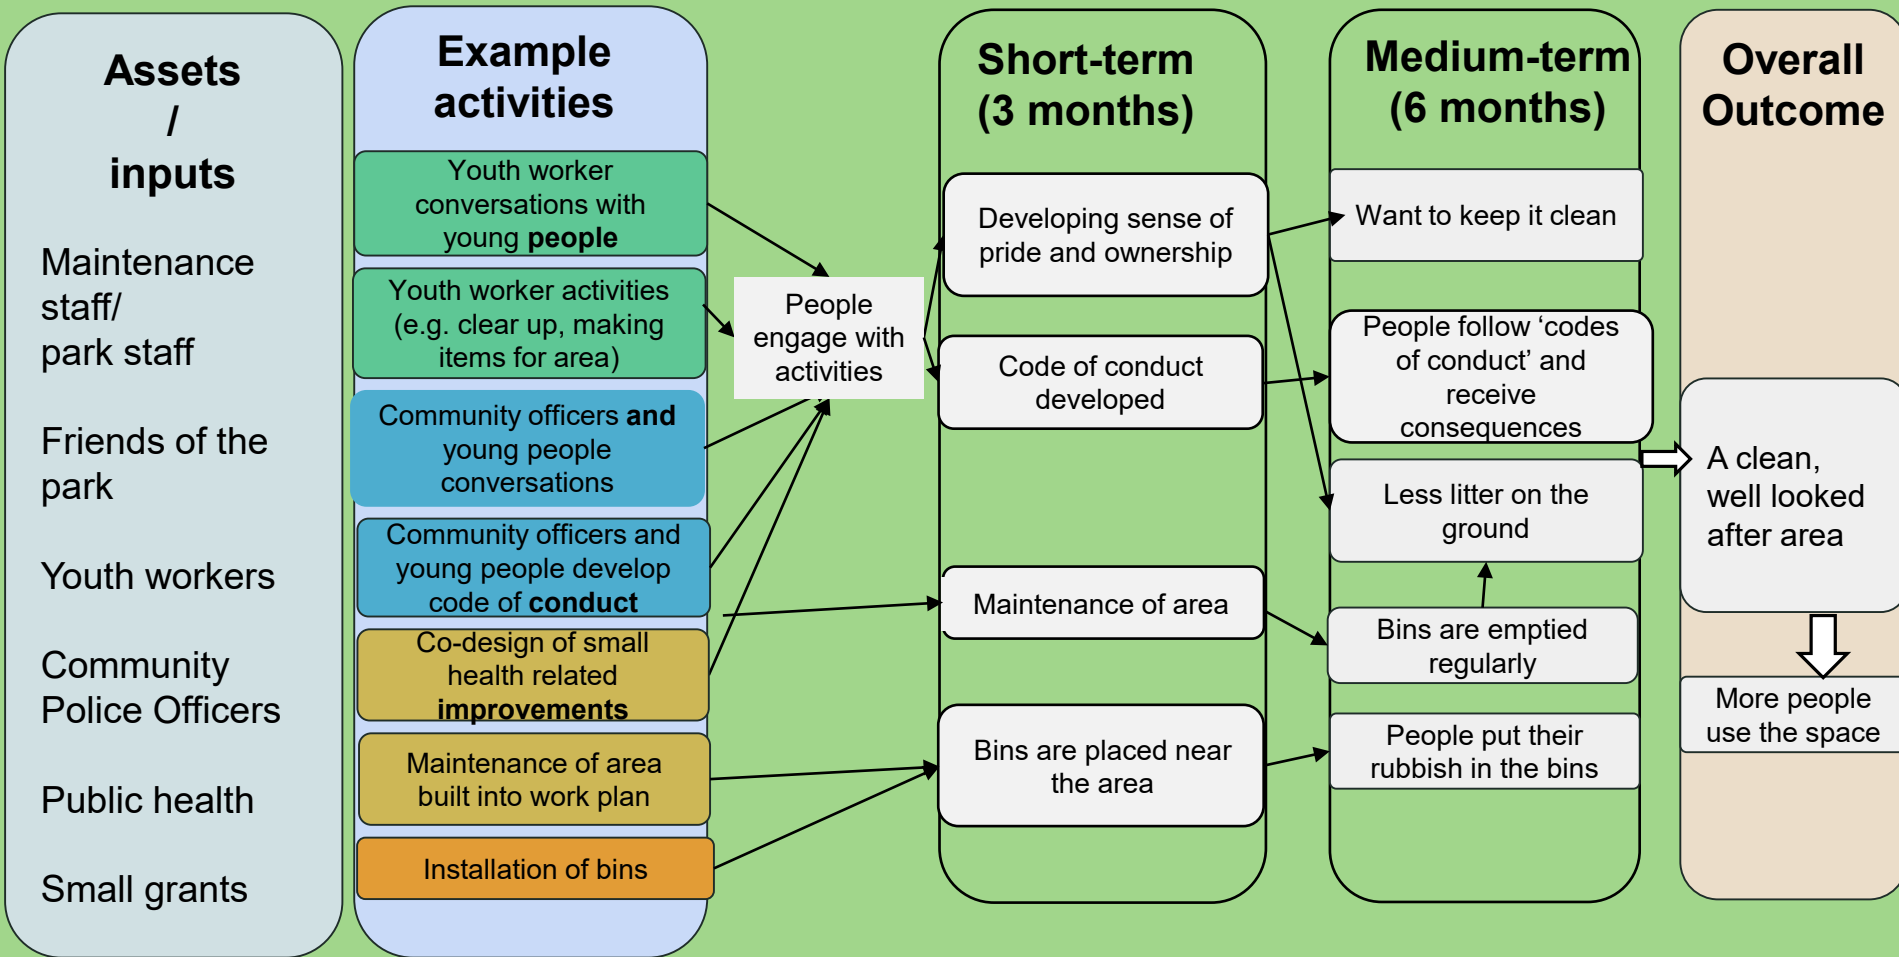 Assets
/
inputs
Maintenance
staff/
park staff
Friends of the
park
Youth workers
Community
Police Officers
Public health
Small grants
Example
activities
Youth worker
conversations with
young people
Youth worker activities
(e.g. clear up, making
items for area)
Community officers and
young people
conversations
Community officers and
young people develop
code of conduct
Co-design of small
health related
improvements
Maintenance of area
built into work plan
Installation of bins
People
engage with
activities
Short-term
(3 months)
Developing sense of
pride and ownership
Code of conduct
developed
Maintenance of area
Bins are placed near
the area
Medium-term
(6 months)
Want to keep it clean
People follow ‘codes
of conduct’ and
receive
consequences
Less litter on the
ground
Bins are emptied
regularly
People put their
rubbish in the bins
Overall
Outcome
A clean,
well looked
after area
More people
use the space